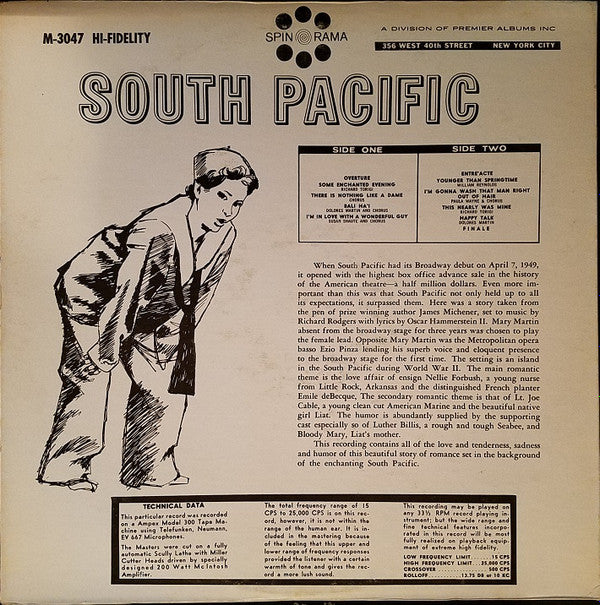 M-3047 HI-FIDELITY
SPIN O RAMA
A DIVISION OF PREMIER ALBUMS INC
356 WEST 40th STREET NEW YORK CITY
SOUTH PACIFIC
SIDE ONE
OVERTURE
SOME ENCHANTED EVENING
RICHARD TORIGI
THERE IS NOTHING LIKE A DAME
CHORUS
BALI HA'I
DOLORES MARTIN AND CHORUS
I'M IN LOVE WITH A WONDERFUL GUY
SUSAN SHAUTE AND CHORUS
SIDE TWO
ENTRE'ACTE
YOUNGER THAN SPRINGTIME
WILLIAM REYNOLDS
I'M GONNA WASH THAT MAN RIGHT
OUT OF HAIR
PAULA WAYNE & CHORUS
THIS NEARLY WAS MINE
RICHARD TORIGI
HAPPY TALK
DOLORES MARTIN
FINALE
When South Pacific had its Broadway debut on April 7, 1949,
it opened with the highest box office advance sale in the history
of the American theatre—a half million dollars. Even more im-
portant than this was that South Pacific not only held up to all
its expectations, it surpassed them. Here was a story taken from
the pen of prize winning author James Michener, set to music by
Richard Rodgers with lyrics by Oscar Hammerstein II. Mary Martin
absent from the broadway stage for three years was chosen to play
the female lead. Opposite Mary Martin was the Metropolitan opera
basso Ezio Pinza lending his superb voice and eloquent presence
to the broadway stage for the first time. The setting is an island
in the South Pacific during World War II. The main romantic
theme is the love affair of ensign Nellie Forbush, a young nurse
from Little Rock, Arkansas and the distinguished French planter
Emile deBecque, The secondary romantic theme is that of Lt. Joe
Cable, a young clean cut American Marine and the beautiful native
girl Liat. The humor is abundantly supplied by the supporting
cast especially so of Luther Billis, a rough and tough Seabee, and
Bloody Mary, Liat's mother.
This recording contains all of the love and tenderness, sadness
and humor of this beautiful story of romance set in the background
of the enchanting South Pacific.
TECHNICAL DATA
This particular record was recorded
on a Ampex Model 300 Tape Ma-
chine using Telefunken, Neumann,
EV 667 Microphones.
The Masters were cut on a fully
automatic Scully Lathe with Miller
Cutter Heads driven by specially
designed 200 Watt McIntosh
Amplifier.
The total frequency range of 15
CPS to 25,000 CPS is on this rec-
ord, however, it is not within the
range of the human ear. It is in-
cluded in the mastering because
of the feeling that this upper and
lower range of frequency responses
provided the listener with a certain
warmth of tone and gives the rec-
ord a more lush sound.
This recording may be played on
any 33⅓ RPM record playing in-
strument; but the wide range and
fine technical features incorpo-
rated in this record will be most
fully realized on playback equip-
ment of extreme high fidelity.
LOW FREQUENCY LIMIT......15 CPS
HIGH FREQUENCY LIMIT..25,000 CPS
CROSSOVER...............500 CPS
ROLLOFF.........13.75 DB at 10 KC